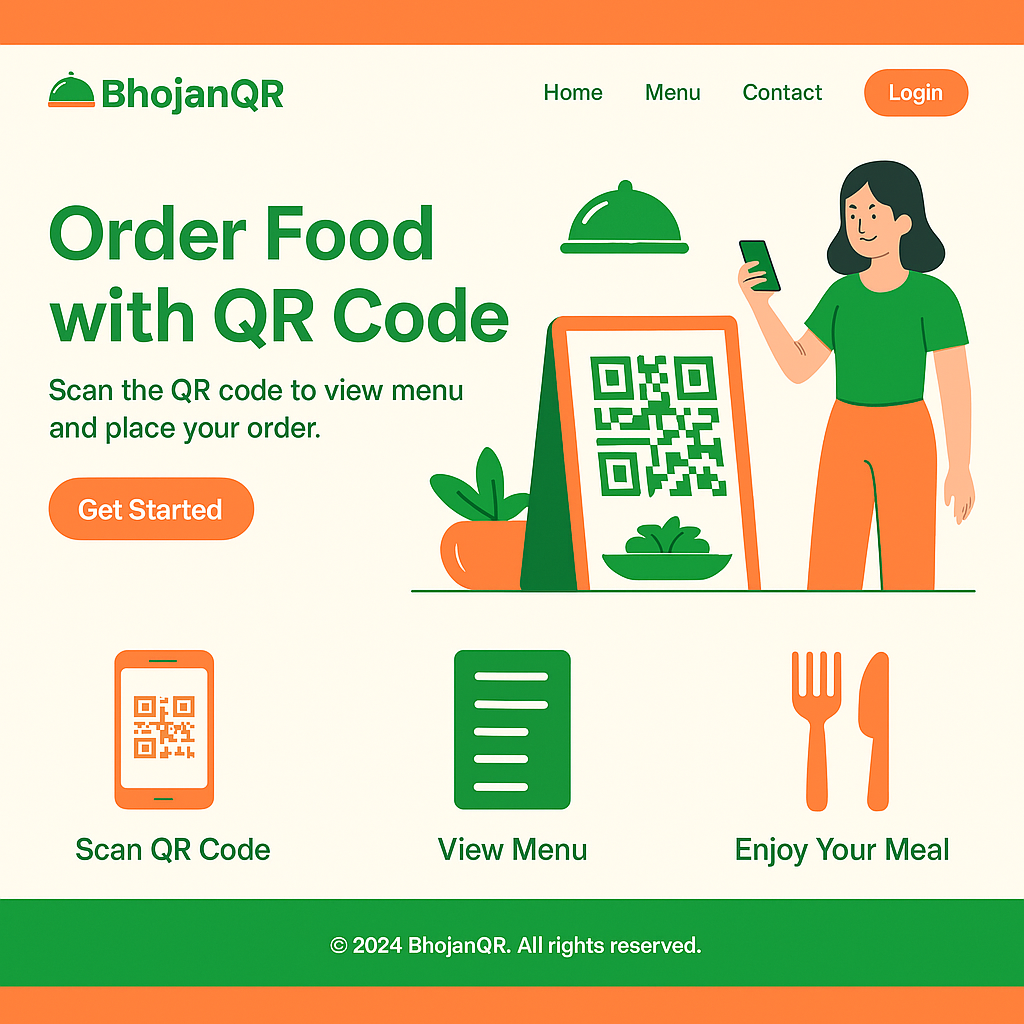 BhojanQR
Home
Menu
Contact
Login
Order Food
with QR Code
Scan the QR code to view menu
and place your order.
Get Started
Scan QR Code
View Menu
Enjoy Your Meal
© 2024 BhojanQR. All rights reserved.